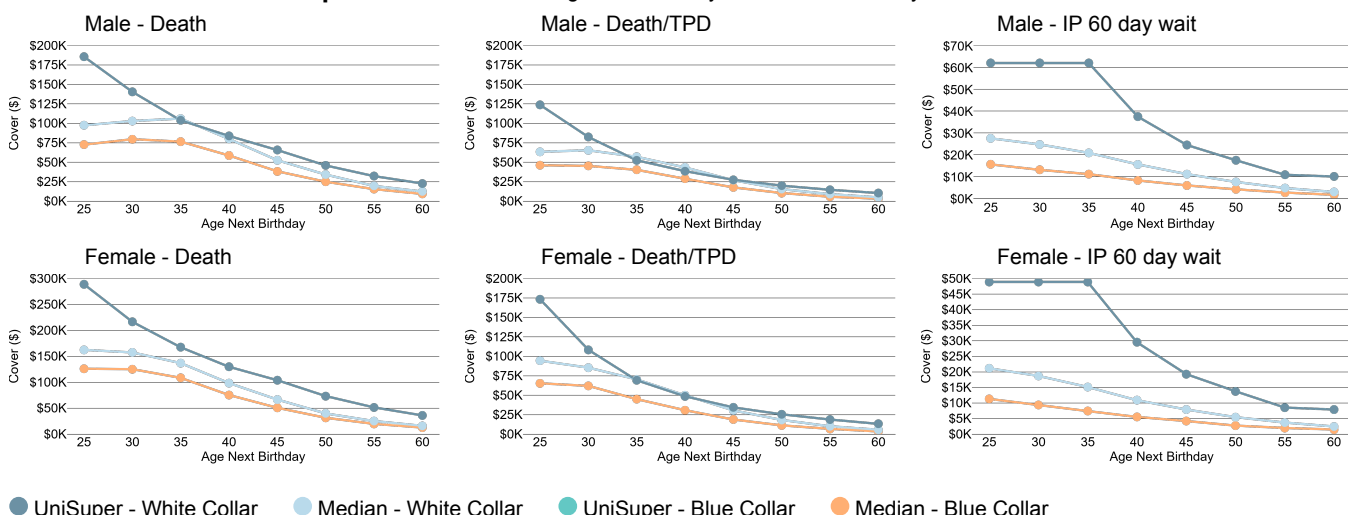 Male - Death
$200K
$175K
$150K
$125K
$100K
$75K
$50K
$25K
$0K
Cover ($)
25 30 35 40 45 50 55 60
Age Next Birthday
Male - Death/TPD
$200K
$175K
$150K
$125K
$100K
$75K
$50K
$25K
$0K
Cover ($)
25 30 35 40 45 50 55 60
Age Next Birthday
Male - IP 60 day wait
$70K
$60K
$50K
$40K
$30K
$20K
$10K
$0K
Cover ($)
25 30 35 40 45 50 55 60
Age Next Birthday
Female - Death
$300K
$250K
$200K
$150K
$100K
$50K
$0K
Cover ($)
25 30 35 40 45 50 55 60
Age Next Birthday
Female - Death/TPD
$200K
$175K
$150K
$125K
$100K
$75K
$50K
$25K
$0K
Cover ($)
25 30 35 40 45 50 55 60
Age Next Birthday
Female - IP 60 day wait
$50K
$45K
$40K
$35K
$30K
$25K
$20K
$15K
$10K
$5K
$0K
Cover ($)
25 30 35 40 45 50 55 60
Age Next Birthday
UniSuper - White Collar Median - White Collar UniSuper - Blue Collar Median - Blue Collar